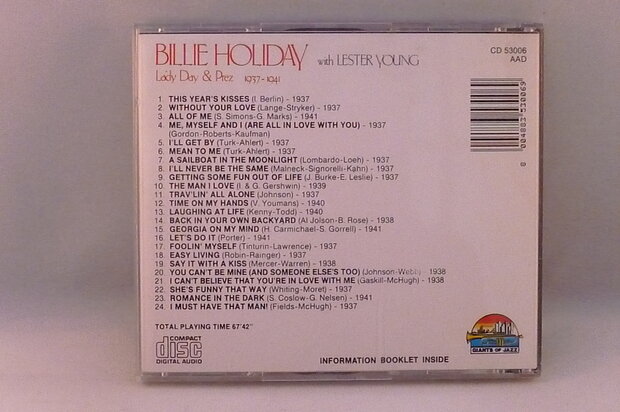 BILLIE HOLIDAY with LESTER YOUNG
Lady Day & Prez 1937-1941
CD 53006
AAD
8 004883 530069
1. THIS YEAR'S KISSES (I. Berlin) - 1937
2. WITHOUT YOUR LOVE (Lange-Stryker) - 1937
3. ALL OF ME (S. Simons-G. Marks) - 1941
4. ME, MYSELF AND I (ARE ALL IN LOVE WITH YOU) - 1937
(Gordon-Roberts-Kaufman)
5. I'LL GET BY (Turk-Ahlert) - 1937
6. MEAN TO ME (Turk-Ahlert) - 1937
7. A SAILBOAT IN THE MOONLIGHT (Lombardo-Loeh) - 1937
8. I'LL NEVER BE THE SAME (Malneck-Signorelli-Kahn) - 1937
9. GETTING SOME FUN OUT OF LIFE (J. Burke-E. Leslie) - 1937
10. THE MAN I LOVE (I. & G. Gershwin) - 1939
11. TRAV'LIN' ALL ALONE (Johnson) - 1937
12. TIME ON MY HANDS (V. Youmans) - 1940
13. LAUGHING AT LIFE (Kenny-Todd) - 1940
14. BACK IN YOUR OWN BACKYARD (Al Jolson-B. Rose) - 1938
15. GEORGIA ON MY MIND (H. Carmichael-S. Gorrell) - 1941
16. LET'S DO IT (Porter) - 1941
17. FOOLIN' MYSELF (Tinturin-Lawrence) - 1937
18. EASY LIVING (Robin-Rainger) - 1937
19. SAY IT WITH A KISS (Mercer-Warren) - 1938
20. YOU CAN'T BE MINE (AND SOMEONE ELSE'S TOO) (Johnson-Webb) - 1938
21. I CAN'T BELIEVE THAT YOU'RE IN LOVE WITH ME (Gaskill-McHugh) - 1938
22. SHE'S FUNNY THAT WAY (Whiting-Moret) - 1937
23. ROMANCE IN THE DARK (S. Coslow-G. Nelsen) - 1941
24. I MUST HAVE THAT MAN! (Fields-McHugh) - 1937
TOTAL PLAYING TIME 67'42"
COMPACT
disc
DIGITAL AUDIO
INFORMATION BOOKLET INSIDE
GIANTS OF JAZZ